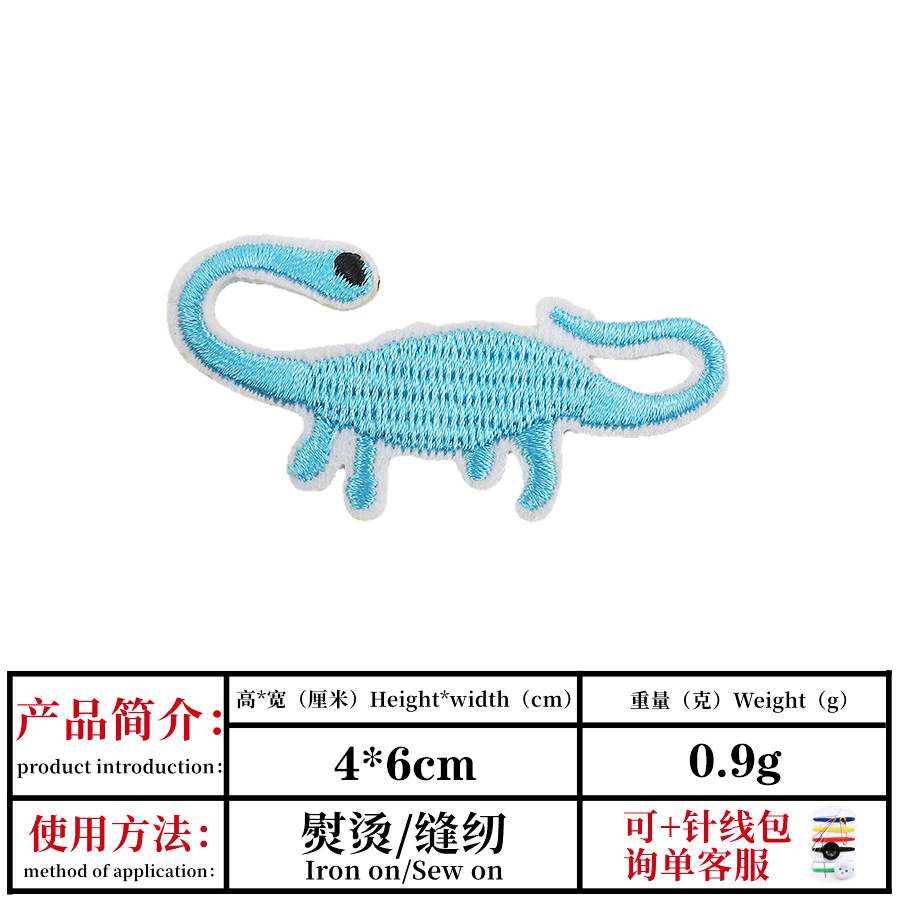 产品简介：
product introduction：
高*宽（厘米）Height*width（cm）
重量（克）Weight（g）
4*6cm
0.9g
使用方法：
method of application：
熨烫/缝纫
Iron on/Sew on
可+针线包
询单客服